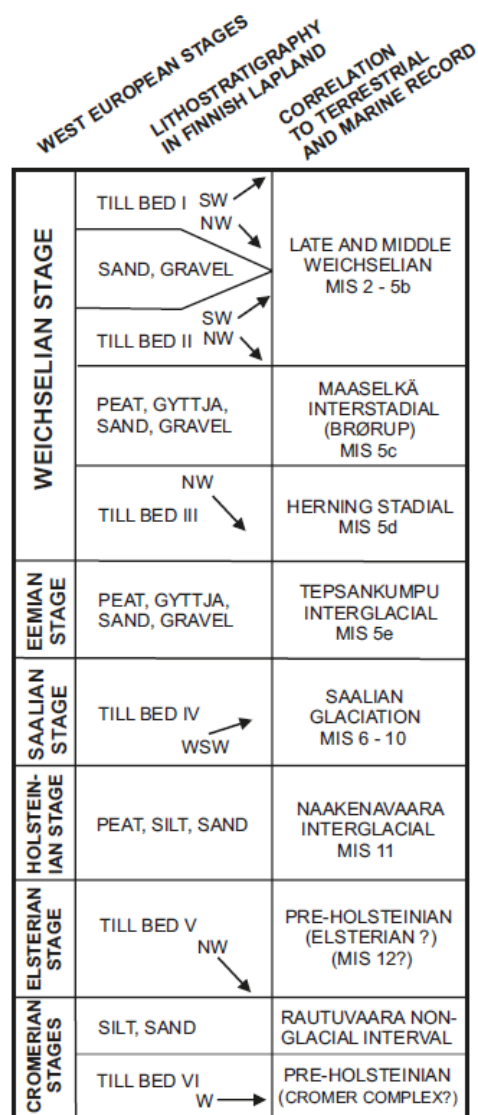 WEST EUROPEAN STAGES
LITHOSTRATIGRAPHY
IN FINNISH LAPLAND
CORRELATION
TO TERRESTRIAL
AND MARINE RECORD
WEICHSELIAN STAGE
TILL BED I SW
NW
SAND, GRAVEL
SW
TILL BED II NW
LATE AND MIDDLE
WEICHSELIAN
MIS 2 - 5b
PEAT, GYTTJA,
SAND, GRAVEL
MAASELKÄ
INTERSTADIAL
(BRØRUP)
MIS 5c
NW
TILL BED III
HERNING STADIAL
MIS 5d
EEMIAN
STAGE
PEAT, GYTTJA,
SAND, GRAVEL
TEPSANKUMPU
INTERGLACIAL
MIS 5e
SAALIAN
STAGE
TILL BED IV
WSW
SAALIAN
GLACIATION
MIS 6 - 10
HOLSTEIN-
IAN STAGE
PEAT, SILT, SAND
NAAKENAVAARA
INTERGLACIAL
MIS 11
ELSTERIAN
STAGE
TILL BED V
NW
PRE-HOLSTEINIAN
(ELSTERIAN ?)
(MIS 12?)
CROMERIAN
STAGES
SILT, SAND
RAUTUVAARA NON-
GLACIAL INTERVAL
TILL BED VI
W
PRE-HOLSTEINIAN
(CROMER COMPLEX?)